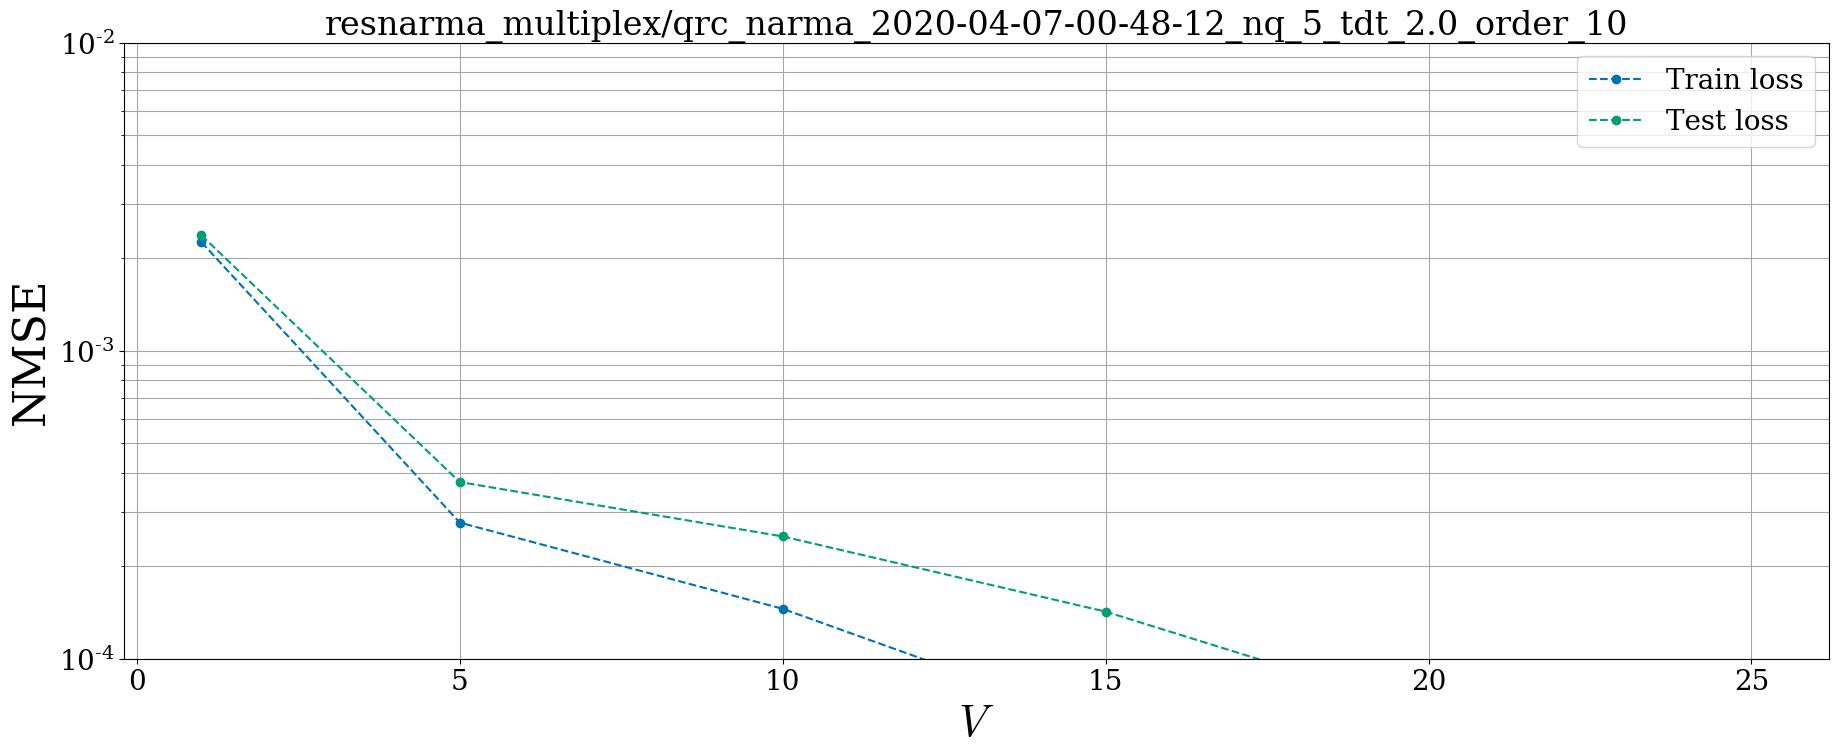 resnarma_multiplex/qrc_narma_2020-04-07-00-48-12_nq_5_tdt_2.0_order_10
10-2
Train loss
Test loss
NMSE
10-3
10-4
0 5 10 15 20 25
V